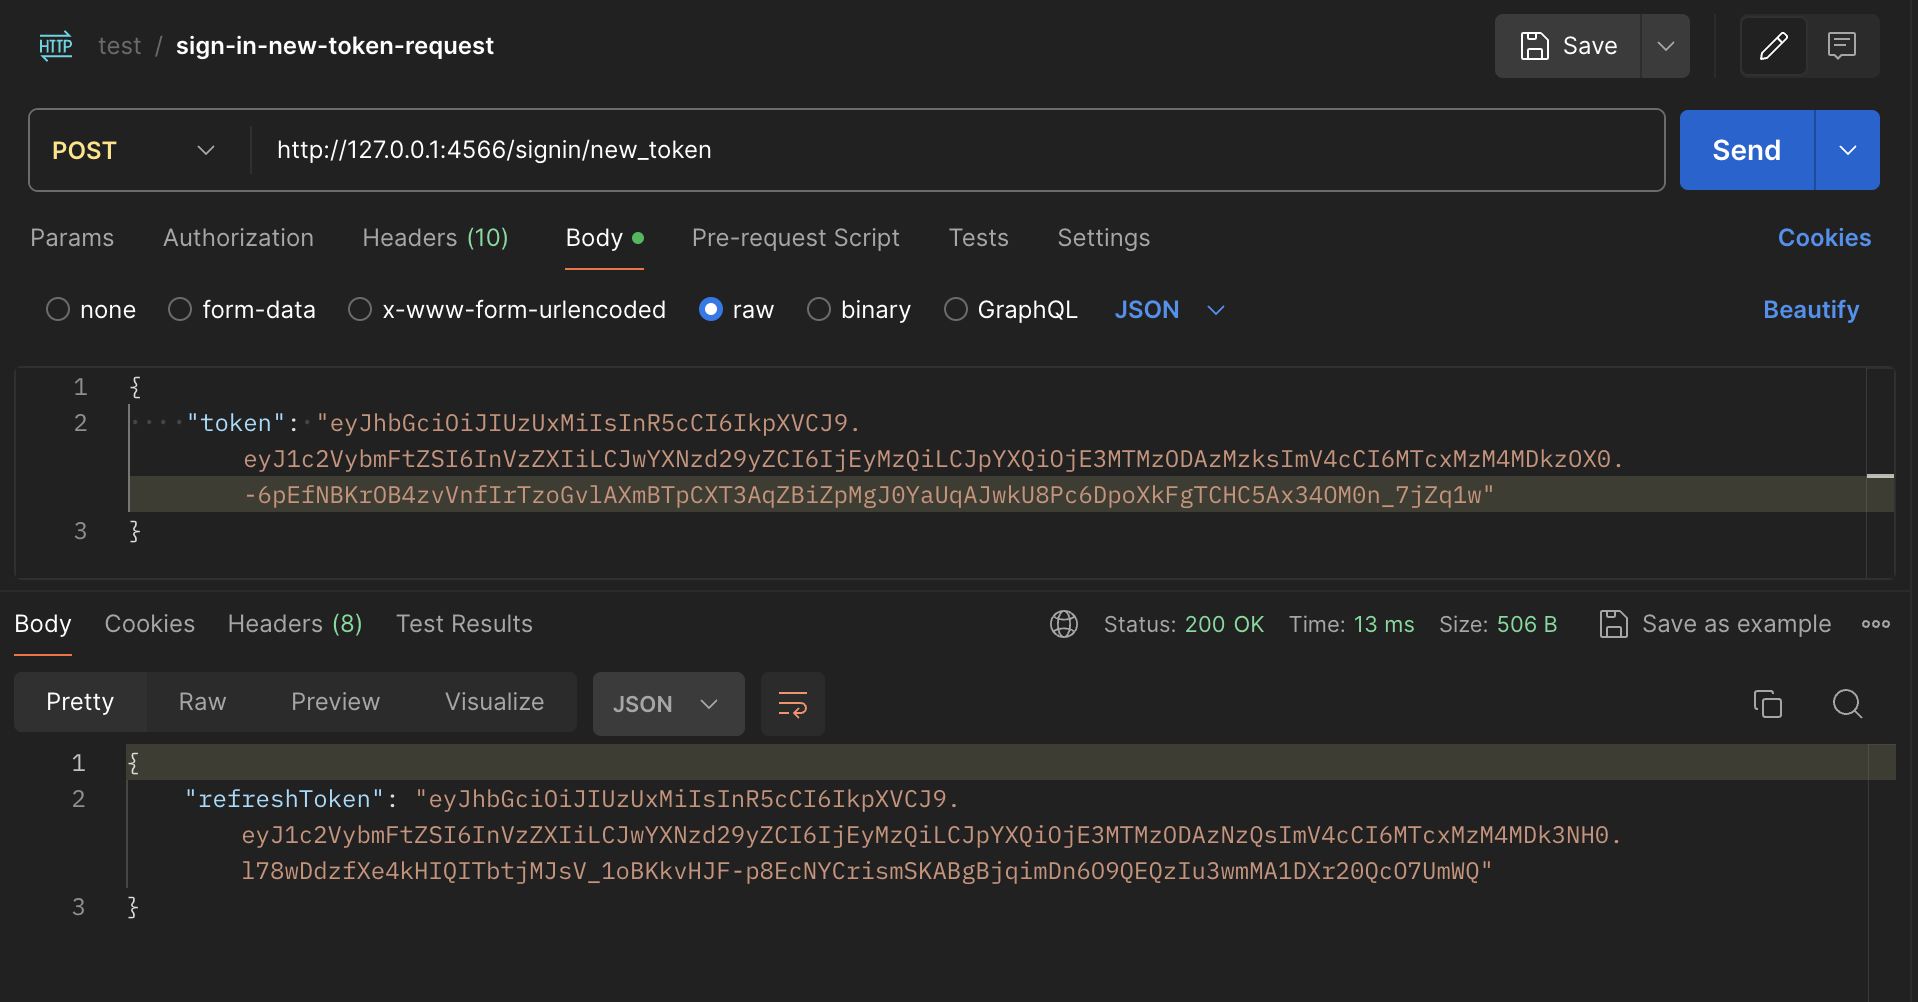 HTTP test / sign-in-new-token-request Save
POST http://127.0.0.1:4566/signin/new_token Send
Params Authorization Headers (10) Body Pre-request Script Tests Settings Cookies
none form-data x-www-form-urlencoded raw binary GraphQL JSON Beautify
1 {
2 ····"token":·"eyJhbGciOiJIUzUxMiIsInR5cCI6IkpXVCJ9.
eyJ1c2VybmFtZSI6InVzZXIiLCJwYXNzd29yZCI6IjEyMzQiLCJpYXQiOjE3MTMzODAzMzksImV4cCI6MTcxMzM4MDkzOX0.
-6pEfNBKrOB4zvVnfIrTzoGvlAXmBTpCXT3AqZBiZpMgJ0YaUqAJwkU8Pc6DpoXkFgTCHC5Ax34OM0n_7jZq1w"
3 }
Body Cookies Headers (8) Test Results Status: 200 OK Time: 13 ms Size: 506 B Save as example
Pretty Raw Preview Visualize JSON
1 {
2 "refreshToken": "eyJhbGciOiJIUzUxMiIsInR5cCI6IkpXVCJ9.
eyJ1c2VybmFtZSI6InVzZXIiLCJwYXNzd29yZCI6IjEyMzQiLCJpYXQiOjE3MTMzODAzNzQsImV4cCI6MTcxMzM4MDk3NH0.
l78wDdzfXe4kHIQITbtjMJsV_1oBKkvHJF-p8EcNYCrismSKABgBjqimDn6O9QEQzIu3wmMA1DXr20QcO7UmWQ"
3 }